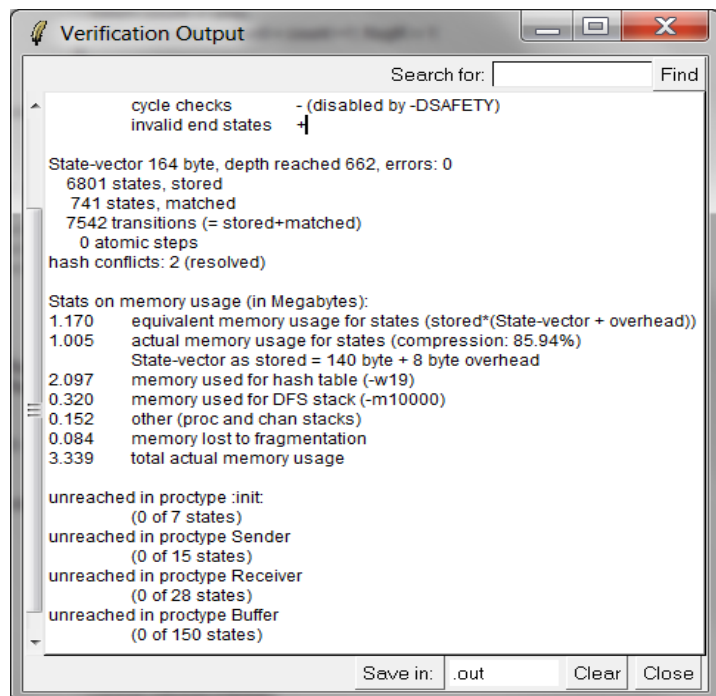 Verification Output
Search for: Find
cycle checks - (disabled by -DSAFETY)
invalid end states +
State-vector 164 byte, depth reached 662, errors: 0
6801 states, stored
741 states, matched
7542 transitions (= stored+matched)
0 atomic steps
hash conflicts: 2 (resolved)
Stats on memory usage (in Megabytes):
1.170 equivalent memory usage for states (stored*(State-vector + overhead))
1.005 actual memory usage for states (compression: 85.94%)
State-vector as stored = 140 byte + 8 byte overhead
2.097 memory used for hash table (-w19)
0.320 memory used for DFS stack (-m10000)
0.152 other (proc and chan stacks)
0.084 memory lost to fragmentation
3.339 total actual memory usage
unreached in proctype :init:
(0 of 7 states)
unreached in proctype Sender
(0 of 15 states)
unreached in proctype Receiver
(0 of 28 states)
unreached in proctype Buffer
(0 of 150 states)
Save in: .out Clear Close